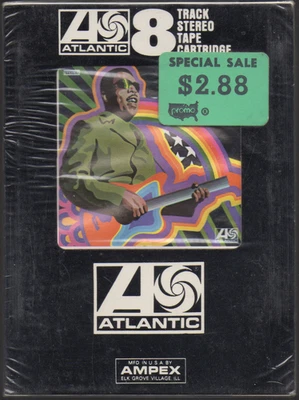 ATLANTIC
8
TRACK
STEREO
TAPE
CARTRIDGE
SPECIAL SALE
$2.88
promo ®
ATLANTIC
MFD IN U.S.A. BY
AMPEX
ELK GROVE VILLAGE, ILL.